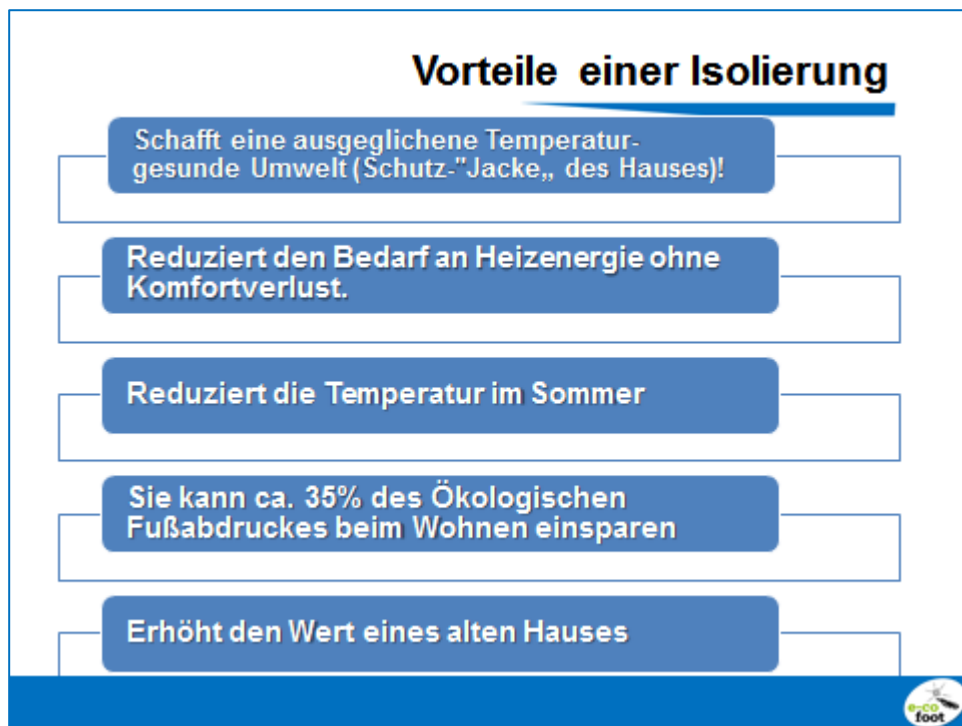 Vorteile einer Isolierung
Schafft eine ausgeglichene Temperatur-
gesunde Umwelt (Schutz-"Jacke„ des Hauses)!
Reduziert den Bedarf an Heizenergie ohne
Komfortverlust.
Reduziert die Temperatur im Sommer
Sie kann ca. 35% des Ökologischen
Fußabdruckes beim Wohnen einsparen
Erhöht den Wert eines alten Hauses
e-co
foot